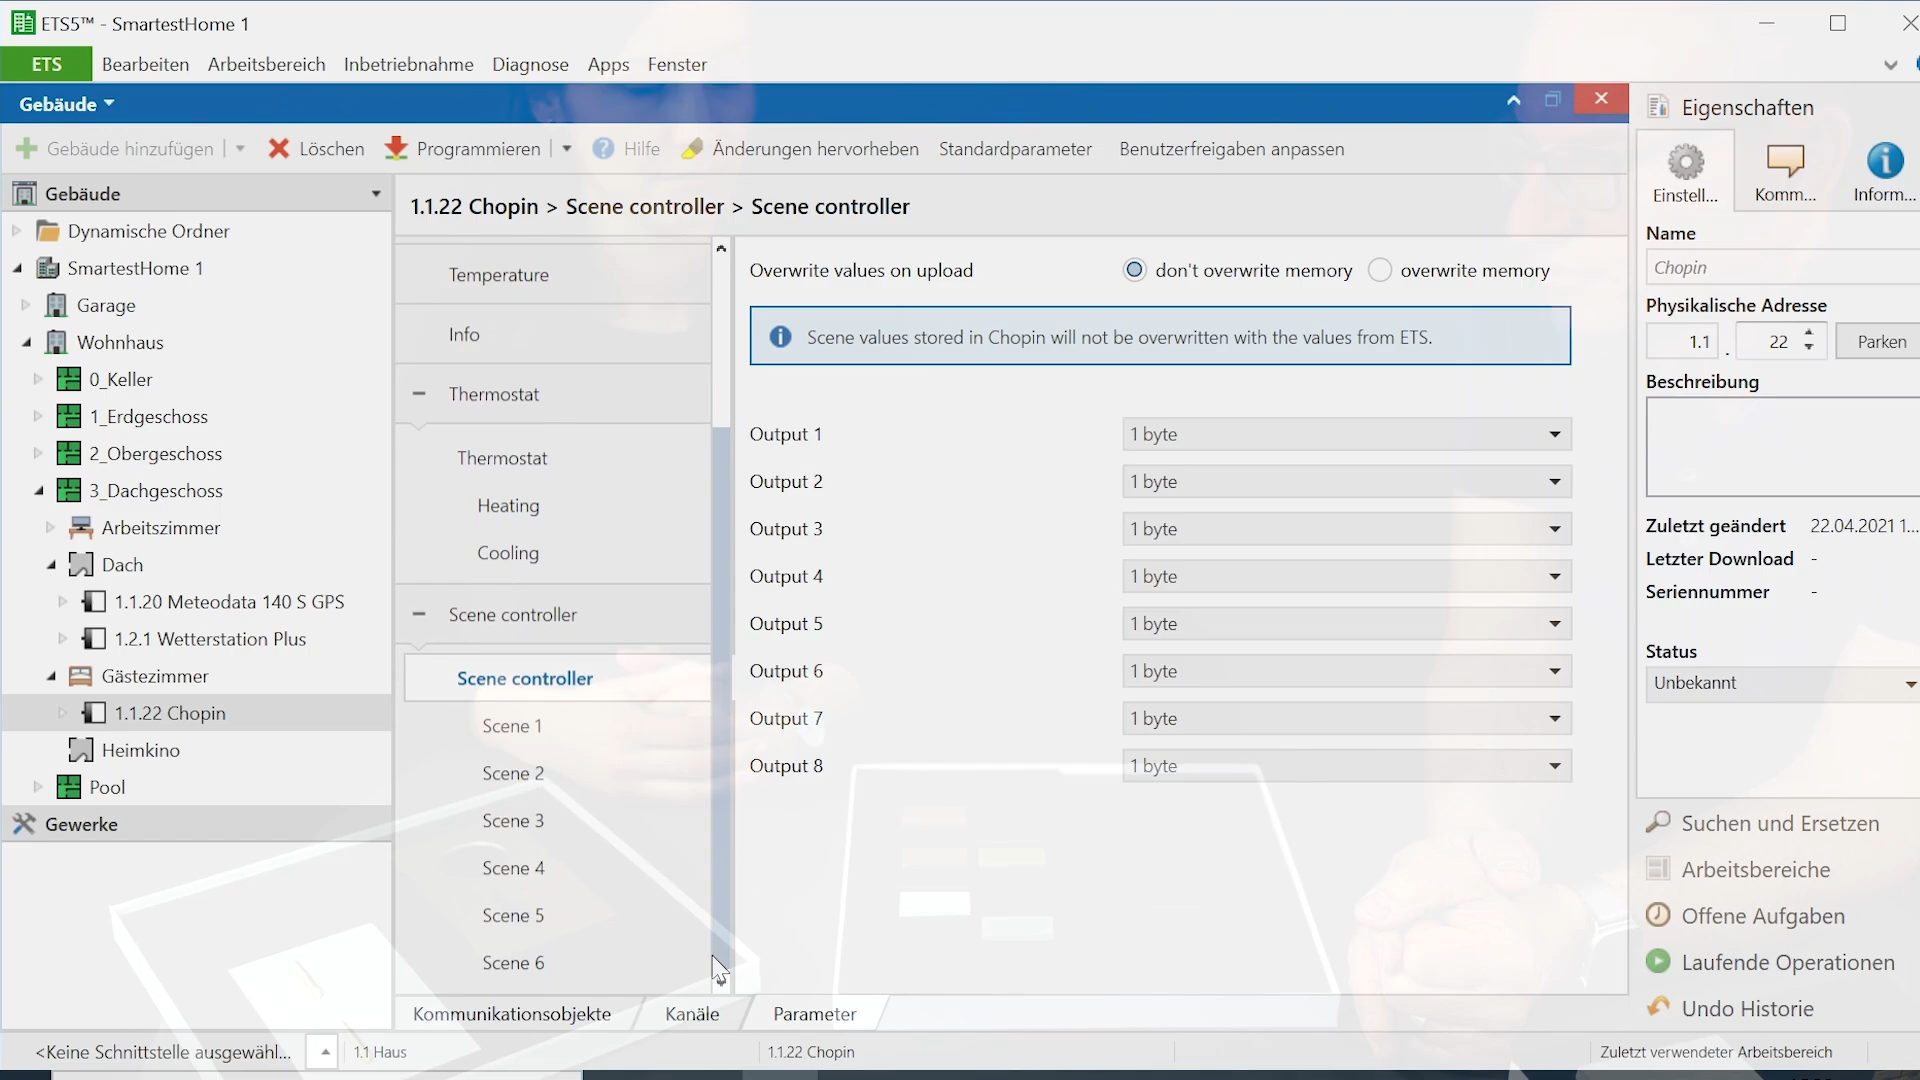 ETS5™ - SmartestHome 1
ETS Bearbeiten Arbeitsbereich Inbetriebnahme Diagnose Apps Fenster
Gebäude
Gebäude hinzufügen Löschen Programmieren Hilfe Änderungen hervorheben Standardparameter Benutzerfreigaben anpassen
Gebäude
Dynamische Ordner
SmartestHome 1
Garage
Wohnhaus
0_Keller
1_Erdgeschoss
2_Obergeschoss
3_Dachgeschoss
Arbeitszimmer
Dach
1.1.20 Meteodata 140 S GPS
1.2.1 Wetterstation Plus
Gästezimmer
1.1.22 Chopin
Heimkino
Pool
Gewerke
1.1.22 Chopin > Scene controller > Scene controller
Temperature
Info
Thermostat
Thermostat
Heating
Cooling
Scene controller
Scene controller
Scene 1
Scene 2
Scene 3
Scene 4
Scene 5
Scene 6
Overwrite values on upload don't overwrite memory overwrite memory
Scene values stored in Chopin will not be overwritten with the values from ETS.
Output 1 1 byte
Output 2 1 byte
Output 3 1 byte
Output 4 1 byte
Output 5 1 byte
Output 6 1 byte
Output 7 1 byte
Output 8 1 byte
Kommunikationsobjekte Kanäle Parameter
Eigenschaften
Einstell... Komm... Inform...
Name
Chopin
Physikalische Adresse
1.1 . 22 Parken
Beschreibung
Zuletzt geändert 22.04.2021 1...
Letzter Download -
Seriennummer -
Status
Unbekannt
Suchen und Ersetzen
Arbeitsbereiche
Offene Aufgaben
Laufende Operationen
Undo Historie
<Keine Schnittstelle ausgewähl... 1.1 Haus 1.1.22 Chopin Zuletzt verwendeter Arbeitsbereich